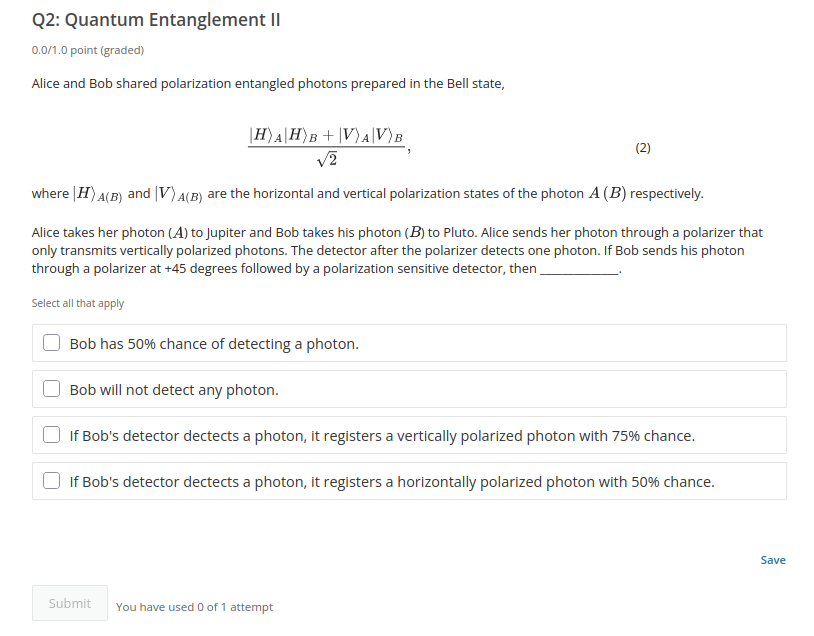 Q2: Quantum Entanglement II
0.0/1.0 point (graded)
Alice and Bob shared polarization entangled photons prepared in the Bell state,
|H⟩A|H⟩B + |V⟩A|V⟩B
√2
,
(2)
where |H⟩A(B) and |V⟩A(B) are the horizontal and vertical polarization states of the photon A (B) respectively.
Alice takes her photon (A) to Jupiter and Bob takes his photon (B) to Pluto. Alice sends her photon through a polarizer that
only transmits vertically polarized photons. The detector after the polarizer detects one photon. If Bob sends his photon
through a polarizer at +45 degrees followed by a polarization sensitive detector, then ____________.
Select all that apply
Bob has 50% chance of detecting a photon.
Bob will not detect any photon.
If Bob's detector dectects a photon, it registers a vertically polarized photon with 75% chance.
If Bob's detector dectects a photon, it registers a horizontally polarized photon with 50% chance.
Save
Submit
You have used 0 of 1 attempt